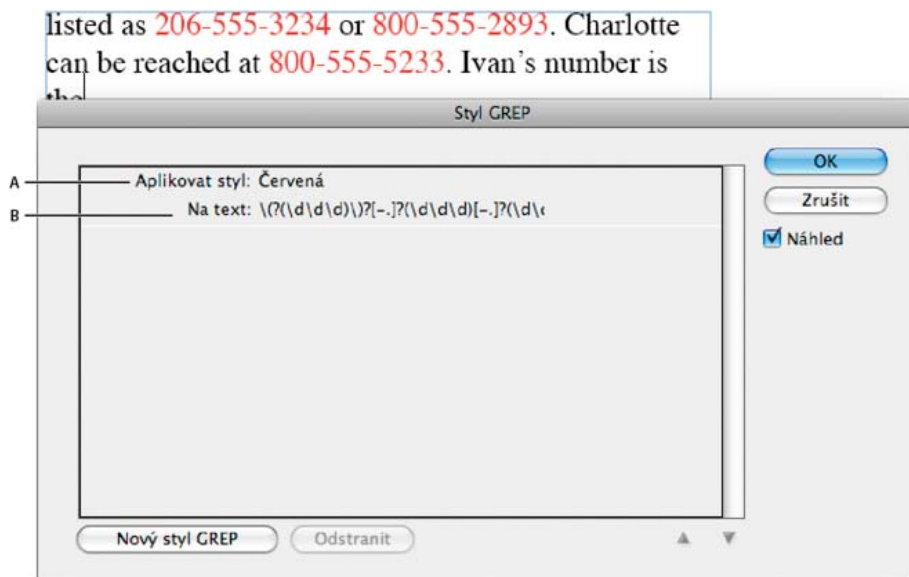 listed as 206-555-3234 or 800-555-2893. Charlotte
can be reached at 800-555-5233. Ivan's number is
the
Styl GREP
A
Aplikovat styl: Červená
B
Na text: \(?(\d\d\d)\)?[-.]?(\d\d\d)[-.]?(\d\
OK
Zrušit
Náhled
Nový styl GREP
Odstranit